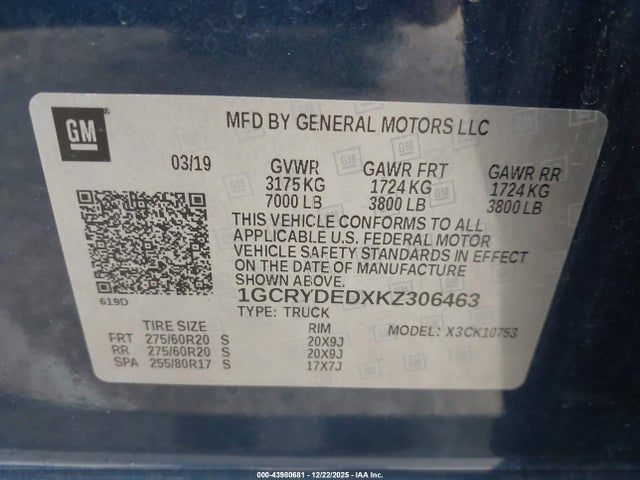 GM
MFD BY GENERAL MOTORS LLC
03/19 GVWR GAWR FRT GAWR RR
3175 KG 1724 KG 1724 KG
7000 LB 3800 LB 3800 LB
THIS VEHICLE CONFORMS TO ALL
APPLICABLE U.S. FEDERAL MOTOR
VEHICLE SAFETY STANDARDS IN EFFECT
ON THE DATE OF MANUFACTURE
SHOWN ABOVE.
619D
1GCRYDEDXKZ306463
TYPE: TRUCK
TIRE SIZE RIM MODEL: X3CK10753
FRT 275/60R20 S 20X9J
RR 275/60R20 S 20X9J
SPA 255/80R17 S 17X7J
© - 43980681 - 12/22/2025 - IAA Inc.